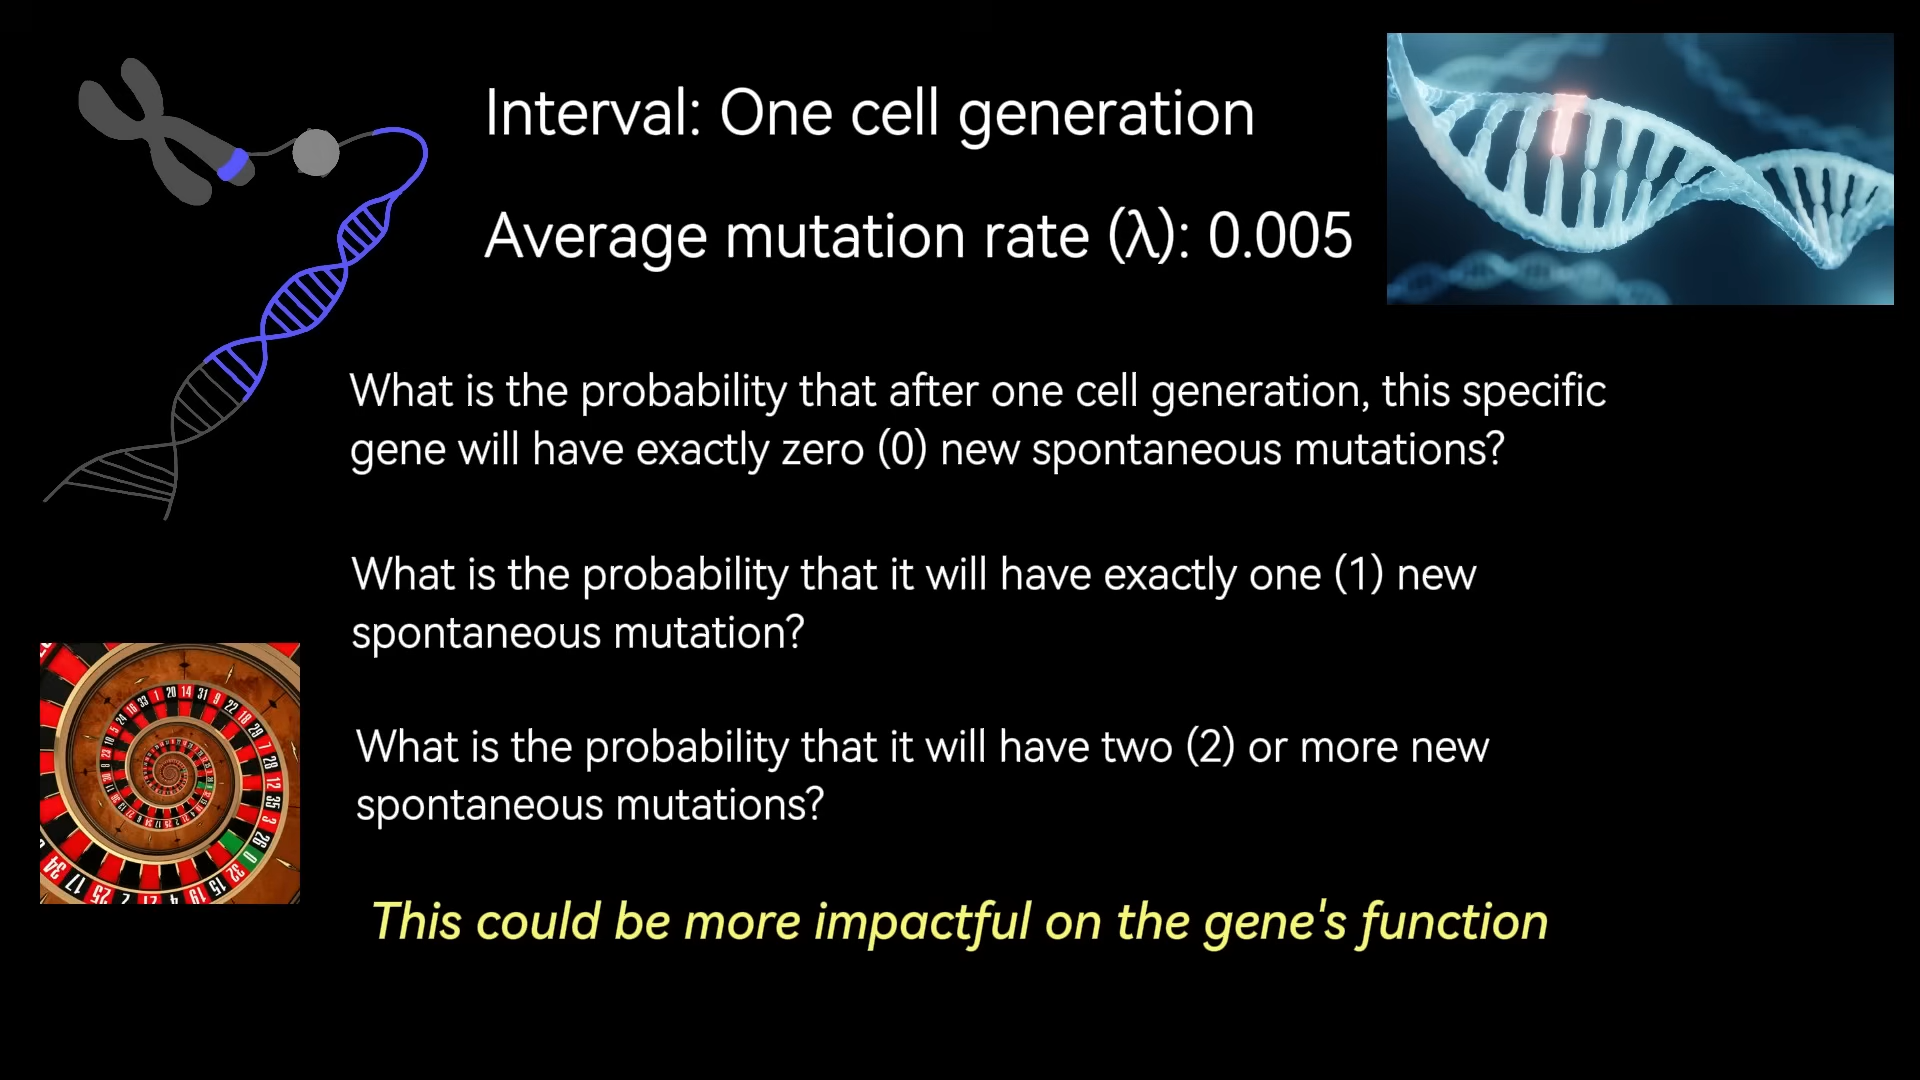 Interval: One cell generation
Average mutation rate (λ): 0.005
What is the probability that after one cell generation, this specific
gene will have exactly zero (0) new spontaneous mutations?
What is the probability that it will have exactly one (1) new
spontaneous mutation?
What is the probability that it will have two (2) or more new
spontaneous mutations?
This could be more impactful on the gene's function